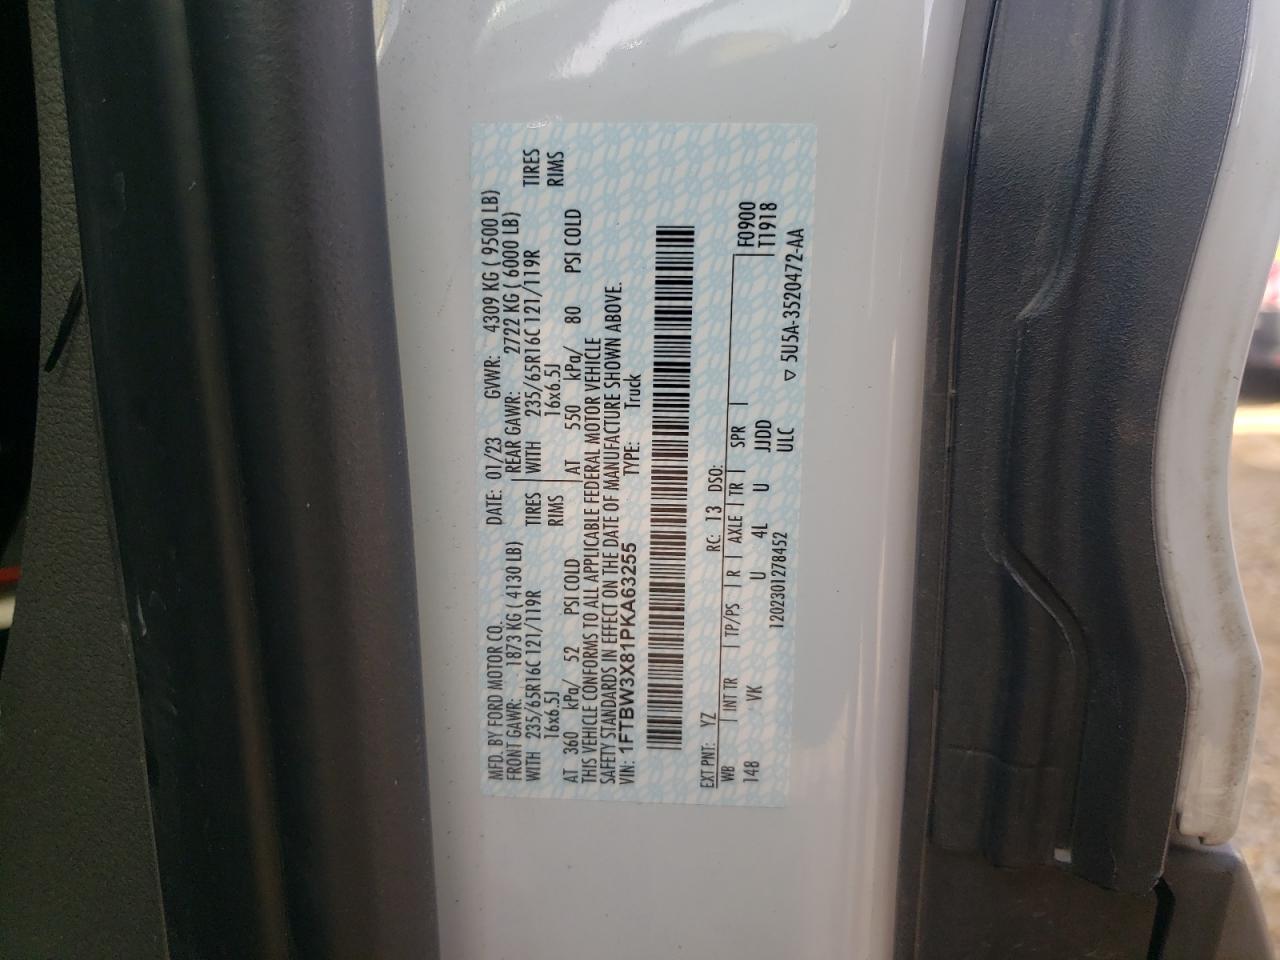 MFD. BY FORD MOTOR CO. DATE: 01/23 GVWR: 4309 KG ( 9500 LB)
FRONT GAWR: 1873 KG ( 4130 LB) REAR GAWR: 2722 KG ( 6000 LB)
WITH 235/65R16C 121/119R TIRES WITH 235/65R16C 121/119R TIRES
16x6.5J RIMS 16x6.5J RIMS
AT 360 kPa/ 52 PSI COLD AT 550 kPa/ 80 PSI COLD
THIS VEHICLE CONFORMS TO ALL APPLICABLE FEDERAL MOTOR VEHICLE
SAFETY STANDARDS IN EFFECT ON THE DATE OF MANUFACTURE SHOWN ABOVE.
VIN: 1FTBW3X81PKA63255 TYPE: Truck
EXT PNT: YZ RC: 13 DSO:
WB INT TR TP/PS R AXLE TR SPR F0900
148 VK U 4L U JJDD T1918
1202301278452 ULC
▽ 5U5A-3520472-AA